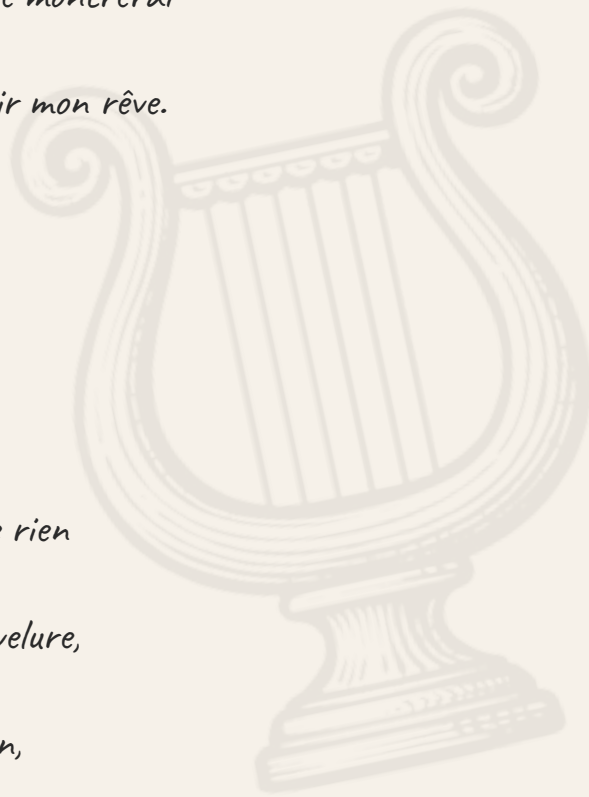 montrerai
ir mon rêve.
rien
velure,
n,